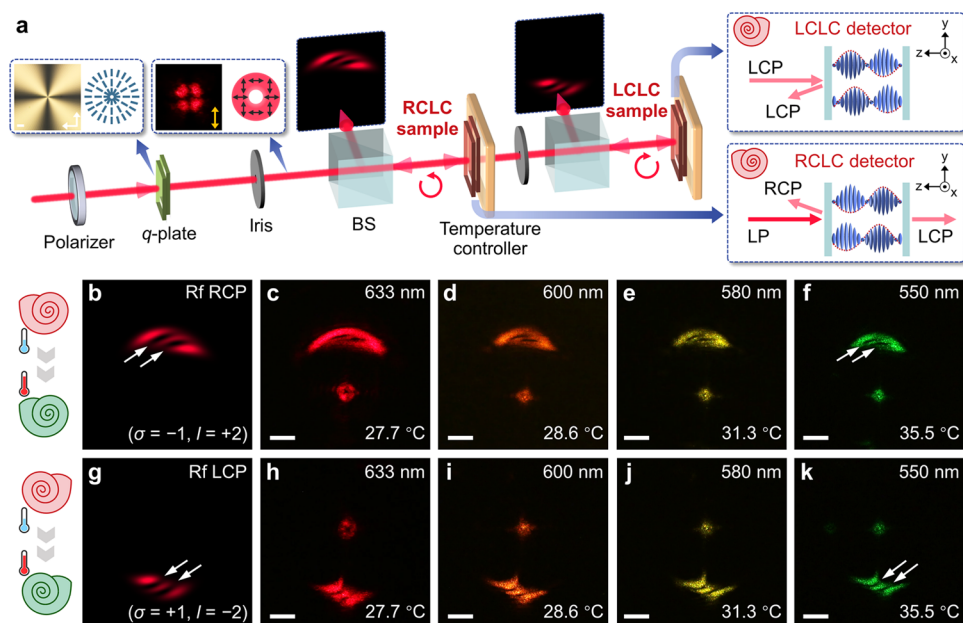 a
RCLC
sample
LCLC
sample
Polarizer
q-plate
Iris
BS
Temperature
controller
LCLC detector
LCP
LCP
y
z
x
RCLC detector
RCP
LP
LCP
y
z
x
b
Rf RCP
(σ = −1, l = +2)
c
633 nm
27.7 °C
d
600 nm
28.6 °C
e
580 nm
31.3 °C
f
550 nm
35.5 °C
g
Rf LCP
(σ = +1, l = −2)
h
633 nm
27.7 °C
i
600 nm
28.6 °C
j
580 nm
31.3 °C
k
550 nm
35.5 °C